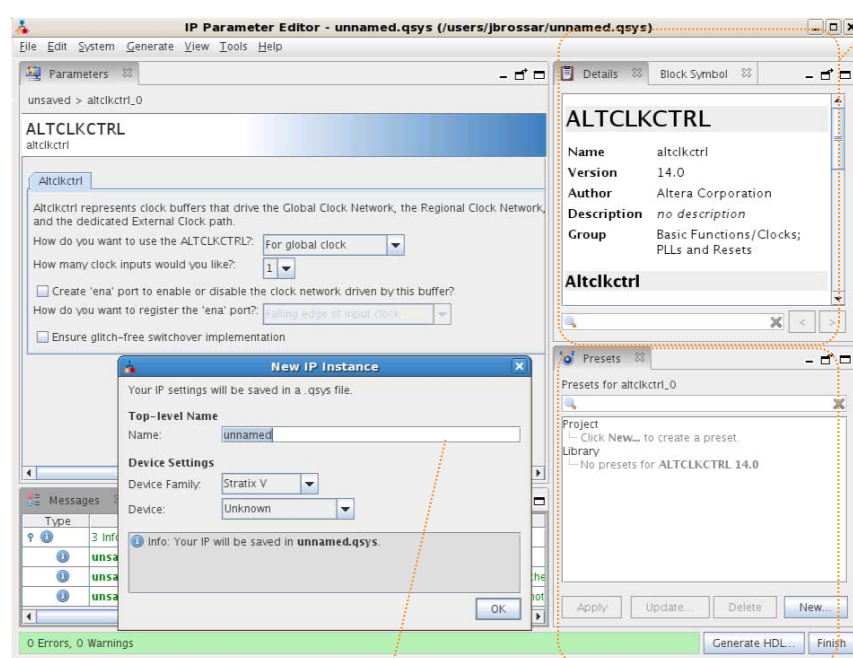 IP Parameter Editor - unnamed.qsys (/users/jbrossar/unnamed.qsys)
File Edit System Generate View Tools Help
Parameters
unsaved > altclkctrl_0
ALTCLKCTRL
altclkctrl
Altclkctrl
Altclkctrl represents clock buffers that drive the Global Clock Network, the Regional Clock Network,
and the dedicated External Clock path.
How do you want to use the ALTCLKCTRL?: For global clock
How many clock inputs would you like?: 1
Create 'ena' port to enable or disable the clock network driven by this buffer?
How do you want to register the 'ena' port?: Falling edge of input clock
Ensure glitch-free switchover implementation
Details Block Symbol
ALTCLKCTRL
Name altclkctrl
Version 14.0
Author Altera Corporation
Description no description
Group Basic Functions/Clocks;
PLLs and Resets
Altclkctrl
< >
Presets
Presets for altclkctrl_0
Project
Click New... to create a preset.
Library
No presets for ALTCLKCTRL 14.0
Apply Update... Delete New...
New IP Instance
Your IP settings will be saved in a .qsys file.
Top-level Name
Name: unnamed
Device Settings
Device Family: Stratix V
Device: Unknown
Info: Your IP will be saved in unnamed.qsys.
OK
Messages
Type
3
0 Errors, 0 Warnings
Generate HDL... Finish